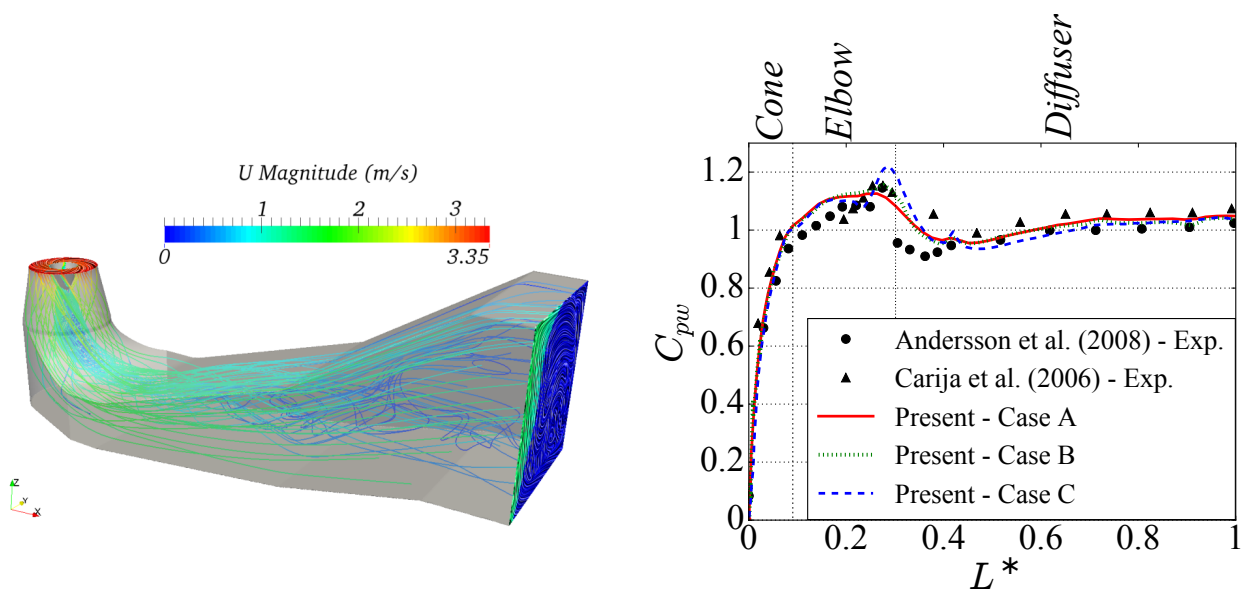 U Magnitude (m/s)
1 2 3
0 3.35
Z
Y
X
Cone
Elbow
Diffuser
1.2
1
0.8
0.6
0.4
0.2
0
C_{pw}
Andersson et al. (2008) - Exp.
Carija et al. (2006) - Exp.
Present - Case A
Present - Case B
Present - Case C
0 0.2 0.4 0.6 0.8 1
L*